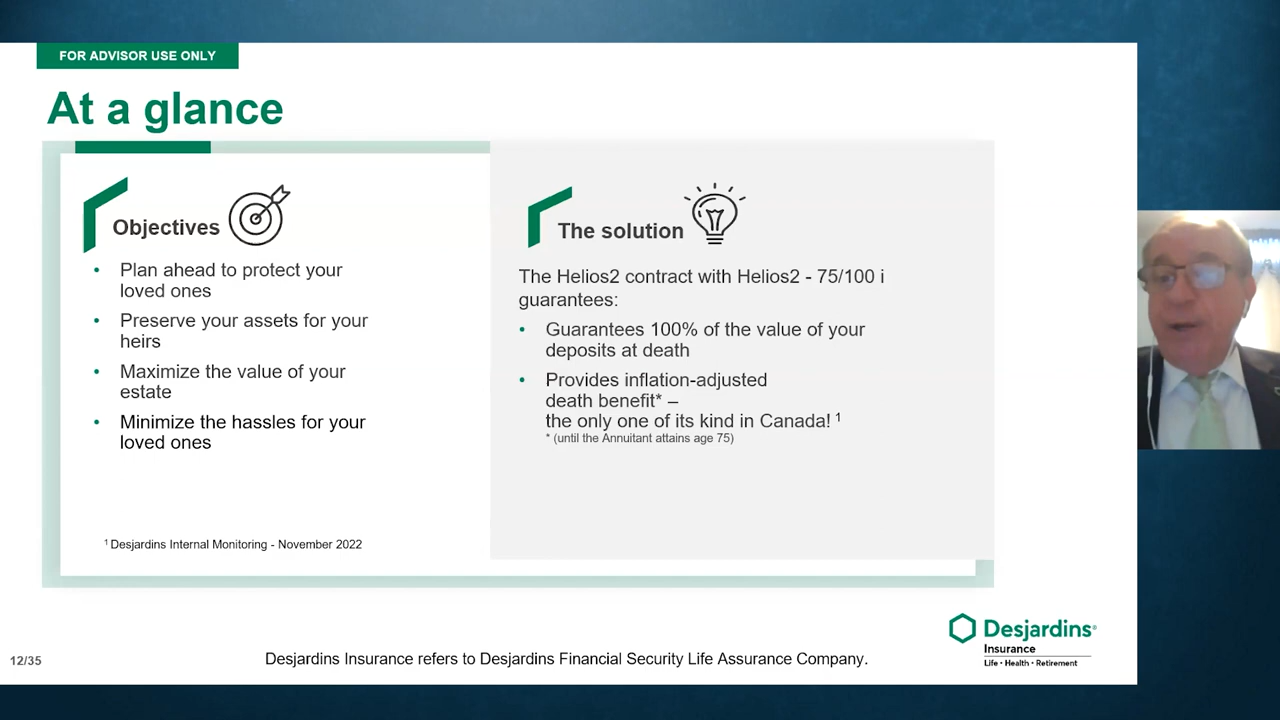 FOR ADVISOR USE ONLY
At a glance
Objectives
• Plan ahead to protect your
loved ones
• Preserve your assets for your
heirs
• Maximize the value of your
estate
• Minimize the hassles for your
loved ones
¹ Desjardins Internal Monitoring - November 2022
The solution
The Helios2 contract with Helios2 - 75/100 i
guarantees:
• Guarantees 100% of the value of your
deposits at death
• Provides inflation-adjusted
death benefit* –
the only one of its kind in Canada! ¹
* (until the Annuitant attains age 75)
12/35
Desjardins Insurance refers to Desjardins Financial Security Life Assurance Company.
Desjardins®
Insurance
Life • Health • Retirement